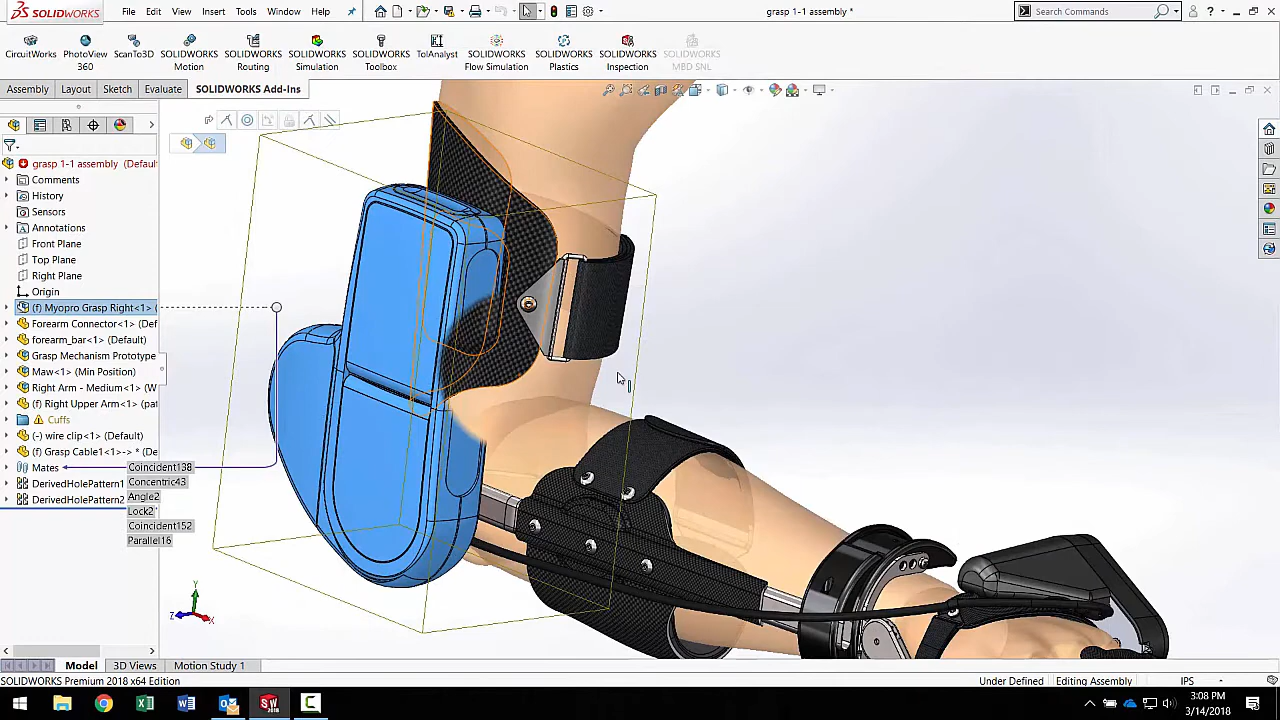 SOLIDWORKS File Edit View Insert Tools Window Help grasp 1-1 assembly * Search Commands
CircuitWorks PhotoView 360 ScanTo3D SOLIDWORKS Motion SOLIDWORKS Routing SOLIDWORKS Simulation SOLIDWORKS Toolbox TolAnalyst SOLIDWORKS Flow Simulation SOLIDWORKS Plastics SOLIDWORKS Inspection SOLIDWORKS MBD SNL
Assembly Layout Sketch Evaluate SOLIDWORKS Add-Ins
grasp 1-1 assembly (Defaul
Comments
History
Sensors
Annotations
Front Plane
Top Plane
Right Plane
Origin
(f) Myopro Grasp Right<1> (
Forearm Connector<1> (Def
forearm_bar<1> (Default)
Grasp Mechanism Prototype
Maw<1> (Min Position)
Right Arm - Medium<1> (W
(f) Right Upper Arm<1> (pat
Cuffs
(-) wire clip<1> (Default)
(f) Grasp Cable1<1>-> * (De
Mates
DerivedHolePattern1
DerivedHolePattern2
Coincident138
Concentric43
Angle2
Lock2
Coincident152
Parallel16
Y
Z
X
Model 3D Views Motion Study 1
SOLIDWORKS Premium 2018 x64 Edition Under Defined Editing Assembly IPS
3:08 PM
3/14/2018